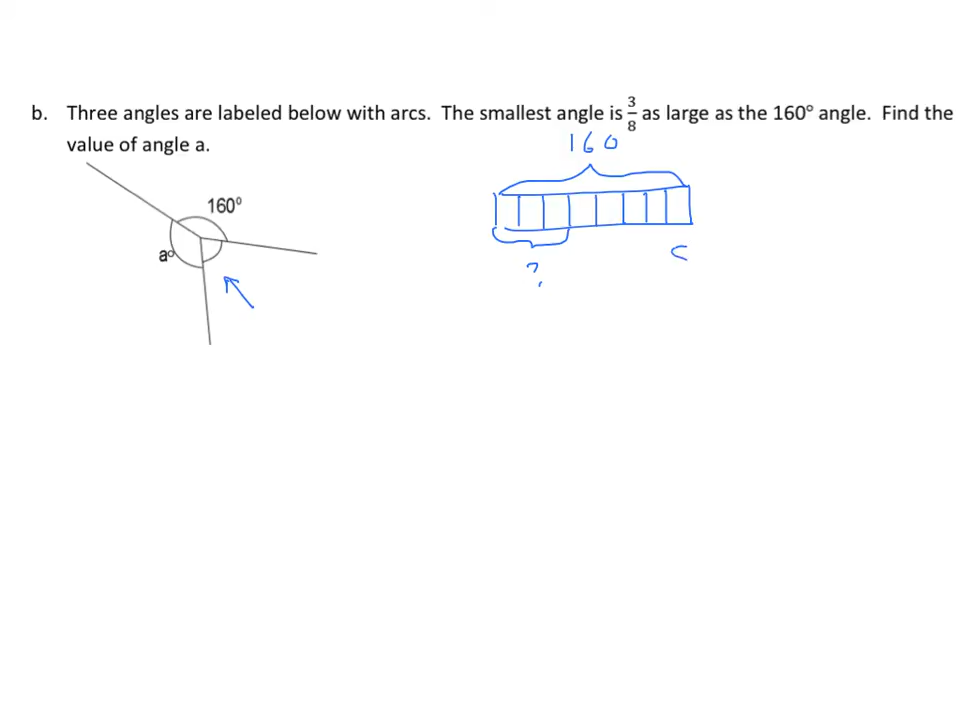 b. Three angles are labeled below with arcs. The smallest angle is 3/8 as large as the 160° angle. Find the
value of angle a.
160
160°
a°
?